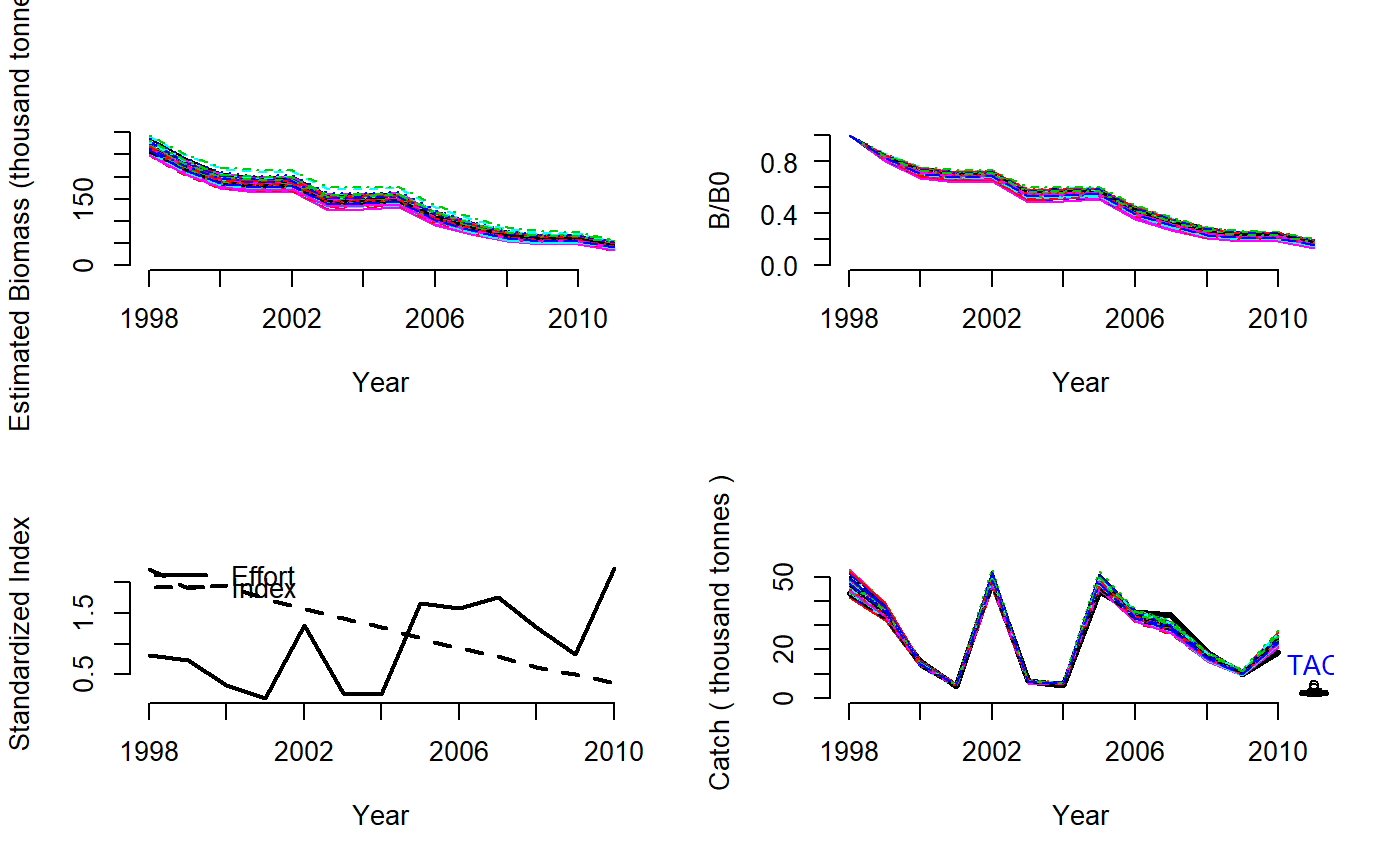 Estimated Biomass (thousand tonne
0 150
1998 2002 2006 2010
Year
B/B0
0.0 0.4 0.8
1998 2002 2006 2010
Year
Standardized Index
0.5 1.5
Effort
Index
1998 2002 2006 2010
Year
Catch ( thousand tonnes )
0 20 50
TAC
1998 2002 2006 2010
Year